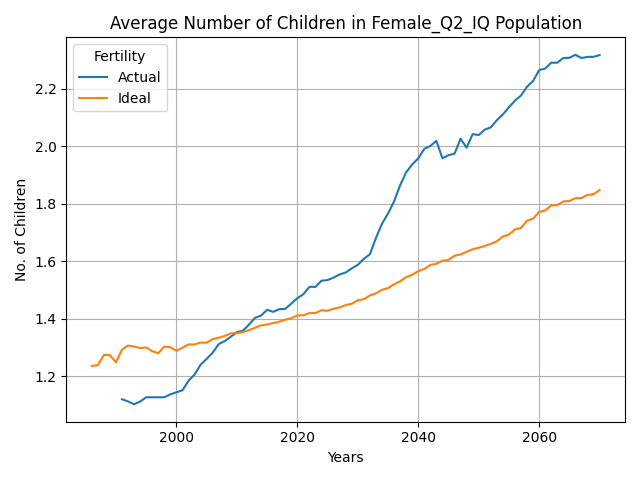 Average Number of Children in Female_Q2_IQ Population
Fertility
Actual
Ideal
No. of Children
2.2
2.0
1.8
1.6
1.4
1.2
2000
2020
2040
2060
Years